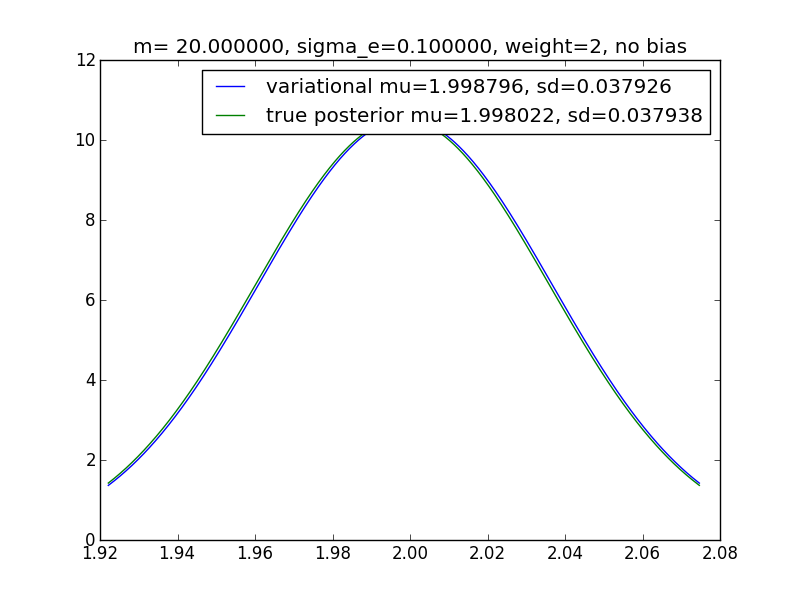 m= 20.000000, sigma_e=0.100000, weight=2, no bias
variational mu=1.998796, sd=0.037926
true posterior mu=1.998022, sd=0.037938
12
10
8
6
4
2
0
1.92 1.94 1.96 1.98 2.00 2.02 2.04 2.06 2.08